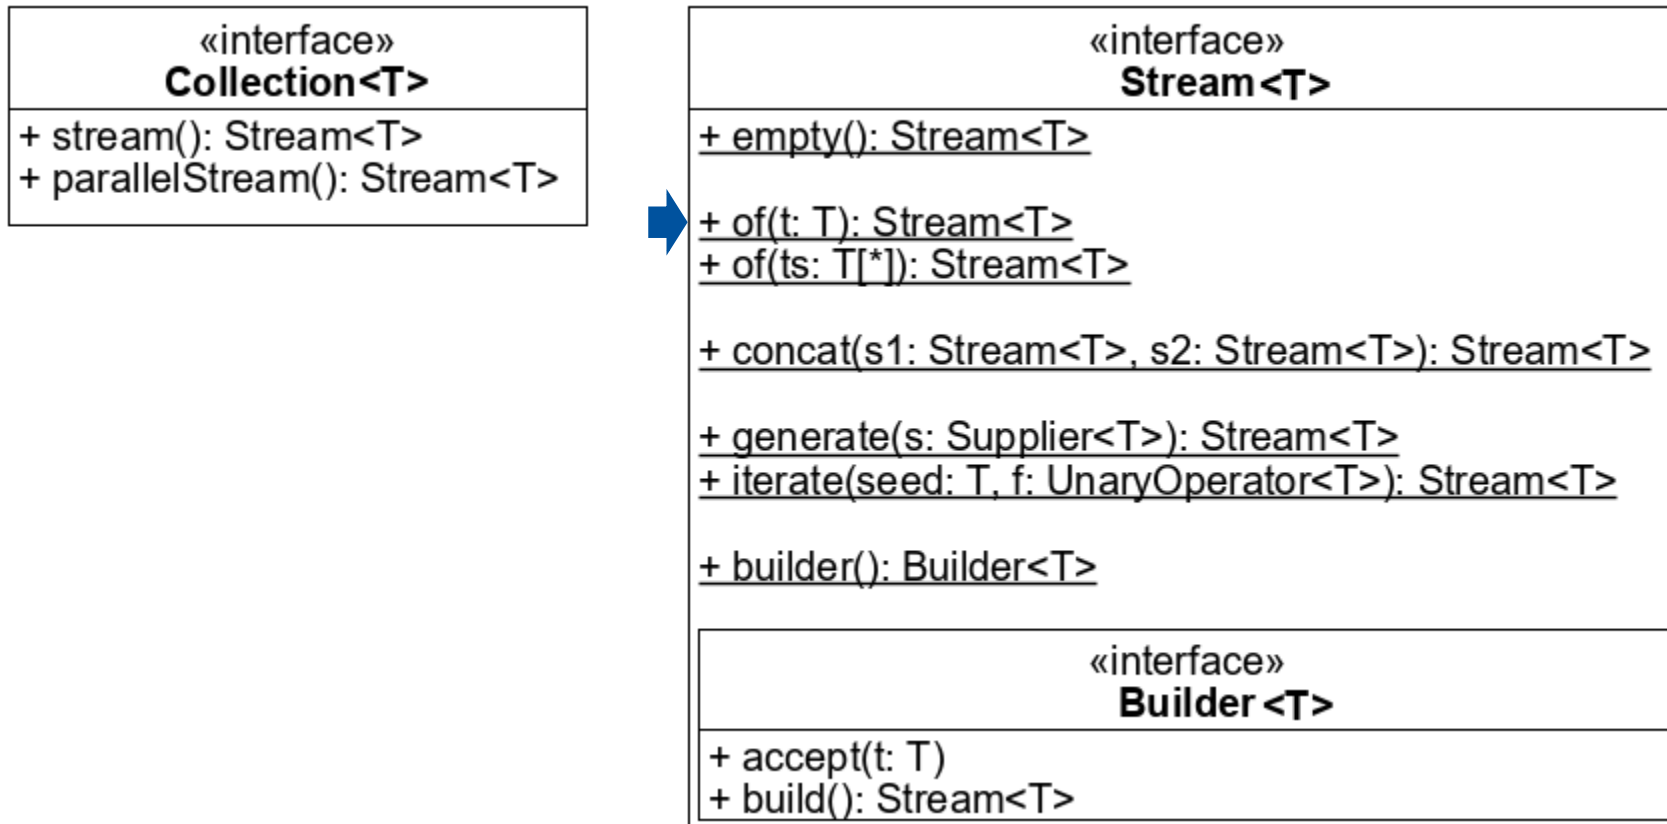 «interface»
Collection<T>
+ stream(): Stream<T>
+ parallelStream(): Stream<T>
«interface»
Stream<T>
+ empty(): Stream<T>
+ of(t: T): Stream<T>
+ of(ts: T[*]): Stream<T>
+ concat(s1: Stream<T>, s2: Stream<T>): Stream<T>
+ generate(s: Supplier<T>): Stream<T>
+ iterate(seed: T, f: UnaryOperator<T>): Stream<T>
+ builder(): Builder<T>
«interface»
Builder<T>
+ accept(t: T)
+ build(): Stream<T>